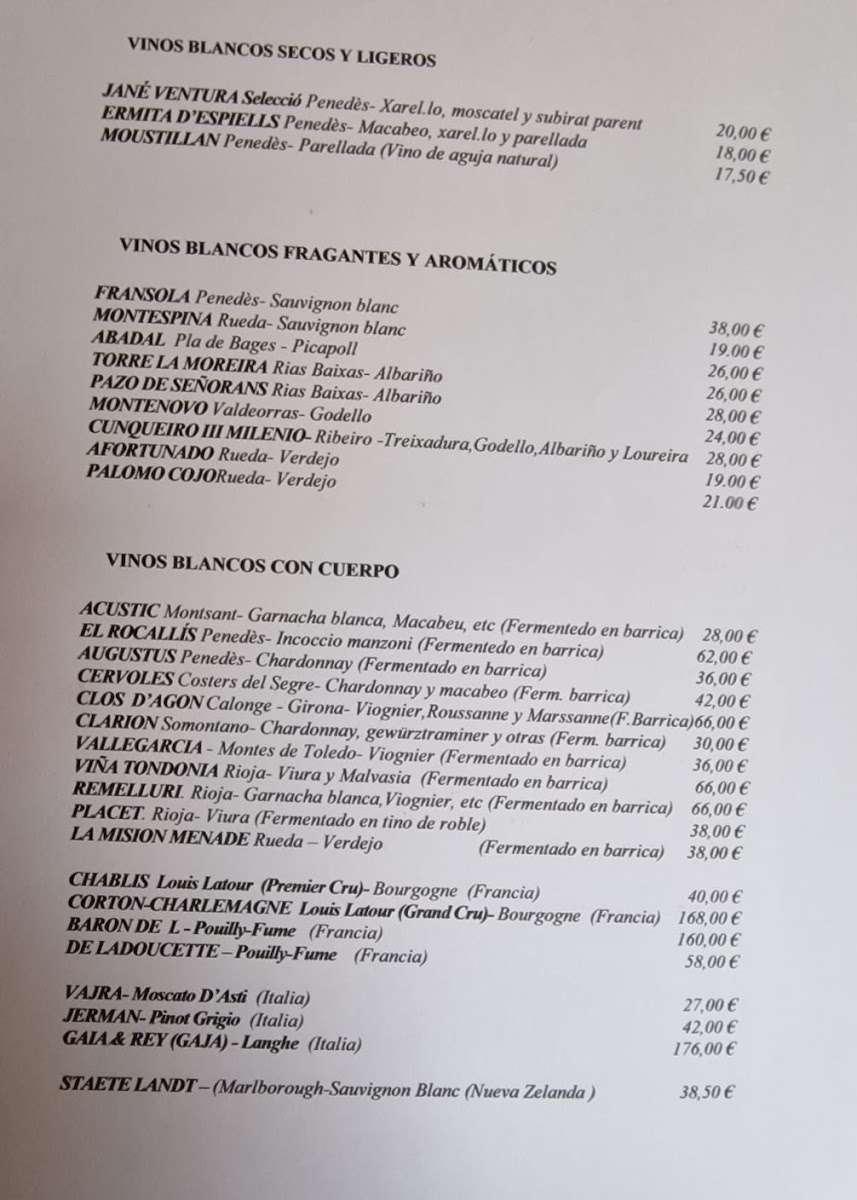 VINOS BLANCOS SECOS Y LIGEROS
JANÉ VENTURA Selecció Penedès- Xarel.lo, moscatel y subirat parent 20,00 €
ERMITA D'ESPIELLS Penedès- Macabeo, xarel.lo y parellada 18,00 €
MOUSTILLAN Penedès- Parellada (Vino de aguja natural) 17,50 €
VINOS BLANCOS FRAGANTES Y AROMÁTICOS
FRANSOLA Penedès- Sauvignon blanc 38,00 €
MONTESPINA Rueda- Sauvignon blanc 19.00 €
ABADAL Pla de Bages - Picapoll 26,00 €
TORRE LA MOREIRA Rias Baixas- Albariño 26,00 €
PAZO DE SEÑORANS Rias Baixas- Albariño 28,00 €
MONTENOVO Valdeorras- Godello 24,00 €
CUNQUEIRO III MILENIO- Ribeiro -Treixadura,Godello,Albariño y Loureira 28,00 €
AFORTUNADO Rueda- Verdejo 19.00 €
PALOMO COJORueda- Verdejo 21.00 €
VINOS BLANCOS CON CUERPO
ACUSTIC Montsant- Garnacha blanca, Macabeu, etc (Fermentedo en barrica) 28,00 €
EL ROCALLÍS Penedès- Incoccio manzoni (Fermentedo en barrica) 62,00 €
AUGUSTUS Penedès- Chardonnay (Fermentado en barrica) 36,00 €
CERVOLES Costers del Segre- Chardonnay y macabeo (Ferm. barrica) 42,00 €
CLOS D'AGON Calonge - Girona- Viognier,Roussanne y Marssanne(F.Barrica)66,00 €
CLARION Somontano- Chardonnay, gewürztraminer y otras (Ferm. barrica) 30,00 €
VALLEGARCIA - Montes de Toledo- Viognier (Fermentado en barrica) 36,00 €
VIÑA TONDONIA Rioja- Viura y Malvasia (Fermentado en barrica) 66,00 €
REMELLURI. Rioja- Garnacha blanca,Viognier, etc (Fermentado en barrica) 66,00 €
PLACET. Rioja- Viura (Fermentado en tino de roble) 38,00 €
LA MISION MENADE Rueda – Verdejo (Fermentado en barrica) 38,00 €
CHABLIS Louis Latour (Premier Cru)- Bourgogne (Francia) 40,00 €
CORTON-CHARLEMAGNE Louis Latour (Grand Cru)- Bourgogne (Francia) 168,00 €
BARON DE L - Pouilly-Fume (Francia) 160,00 €
DE LADOUCETTE – Pouilly-Fume (Francia) 58,00 €
VAJRA- Moscato D'Asti (Italia) 27,00 €
JERMAN- Pinot Grigio (Italia) 42,00 €
GAIA & REY (GAJA) - Langhe (Italia) 176,00 €
STAETE LANDT – (Marlborough-Sauvignon Blanc (Nueva Zelanda ) 38,50 €